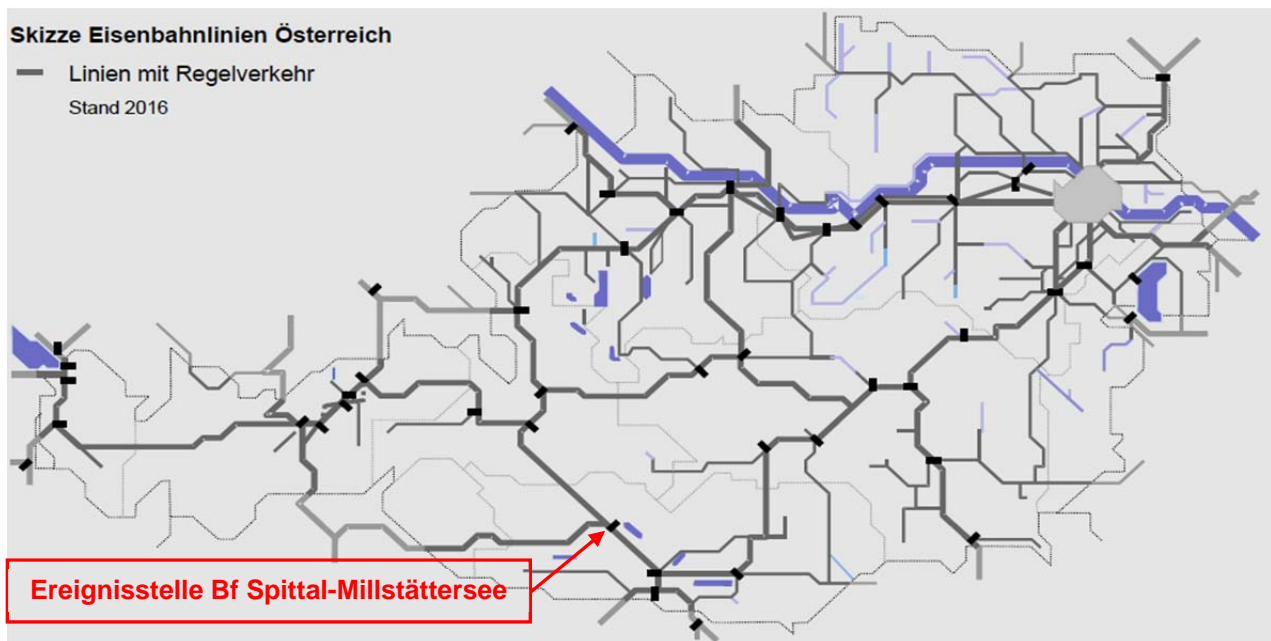 Skizze Eisenbahnlinien Österreich
Linien mit Regelverkehr
Stand 2016
Ereignisstelle Bf Spittal-Millstättersee